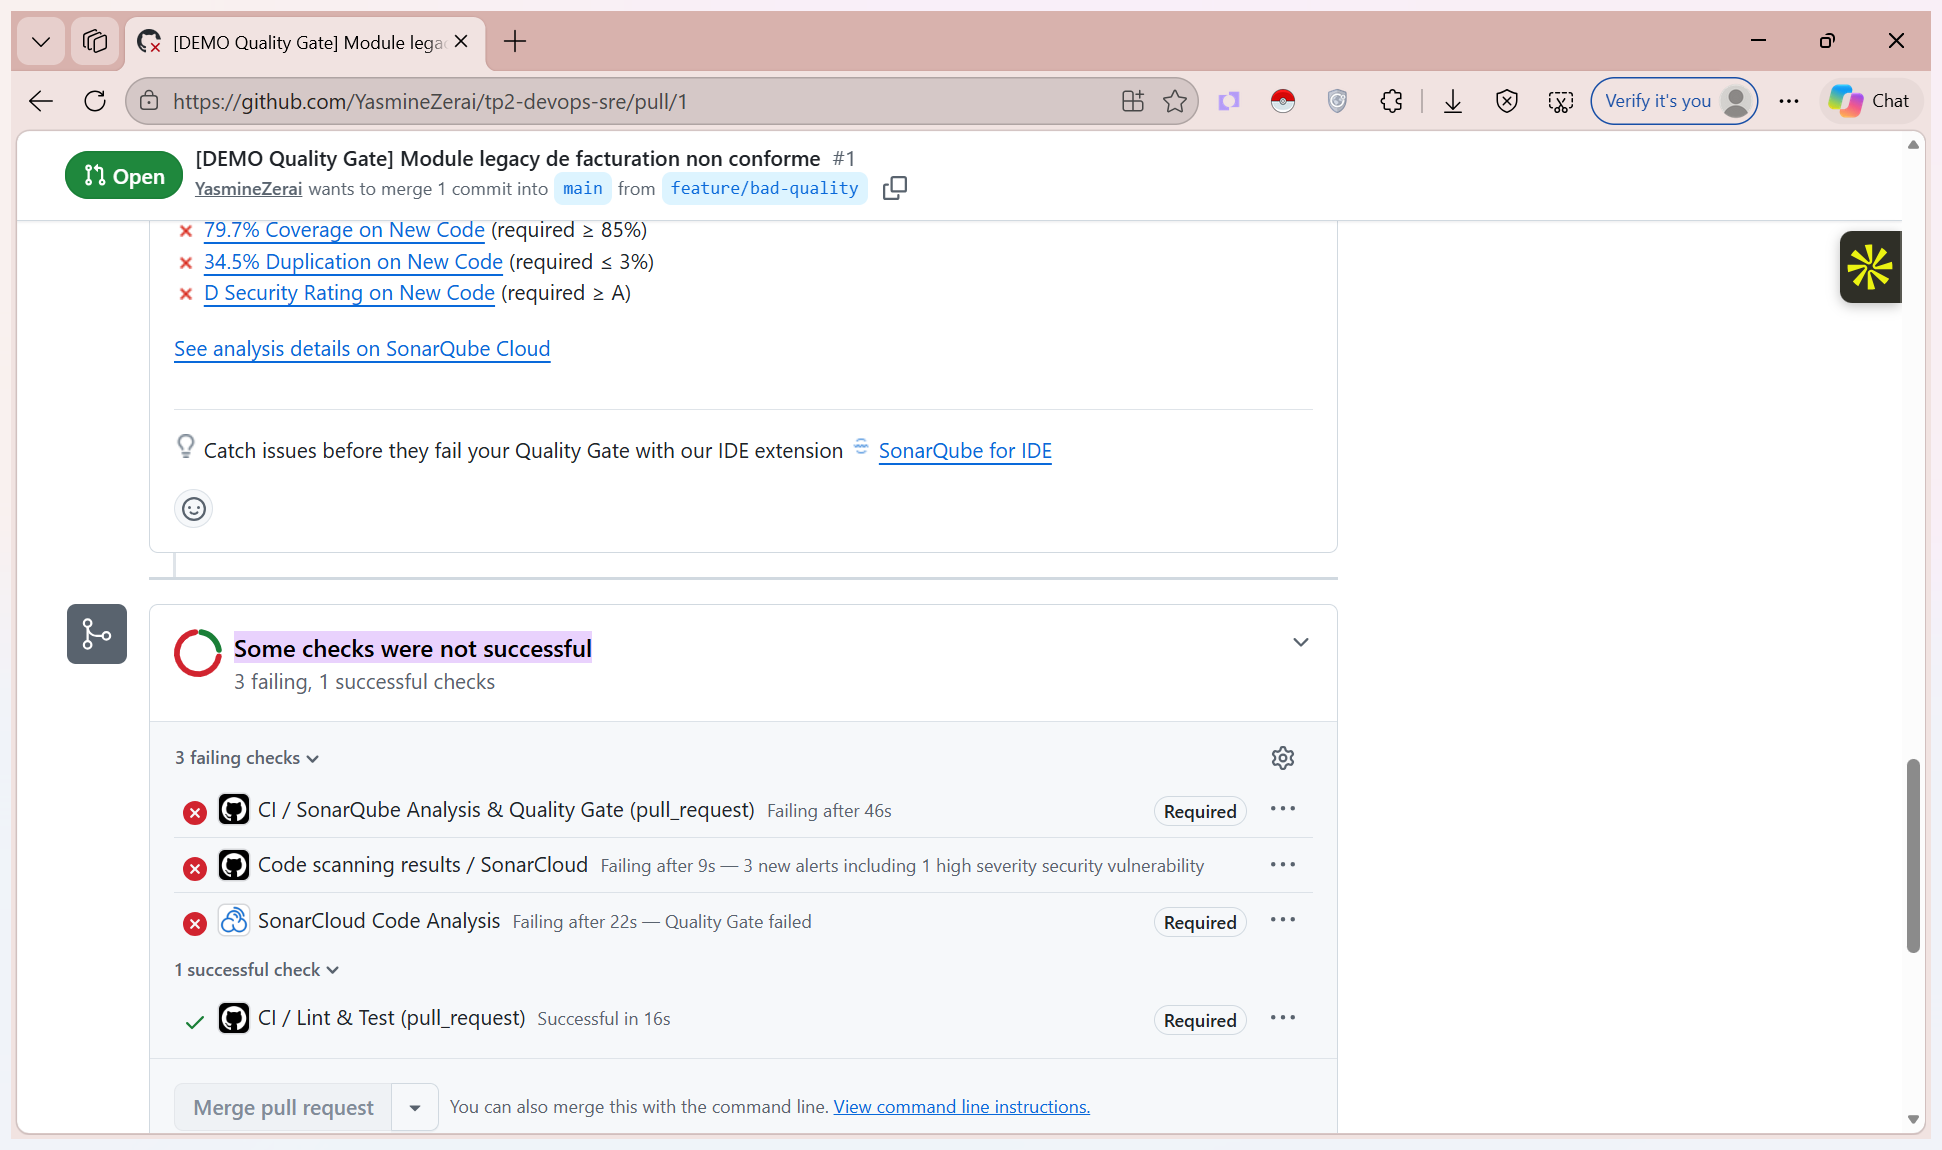 [DEMO Quality Gate] Module lega
https://github.com/YasmineZerai/tp2-devops-sre/pull/1
Verify it's you
Chat
Open
[DEMO Quality Gate] Module legacy de facturation non conforme #1
YasmineZerai wants to merge 1 commit into main from feature/bad-quality
79.7% Coverage on New Code (required ≥ 85%)
34.5% Duplication on New Code (required ≤ 3%)
D Security Rating on New Code (required ≥ A)
See analysis details on SonarQube Cloud
Catch issues before they fail your Quality Gate with our IDE extension SonarQube for IDE
Some checks were not successful
3 failing, 1 successful checks
3 failing checks
CI / SonarQube Analysis & Quality Gate (pull_request) Failing after 46s Required
Code scanning results / SonarCloud Failing after 9s — 3 new alerts including 1 high severity security vulnerability
SonarCloud Code Analysis Failing after 22s — Quality Gate failed Required
1 successful check
CI / Lint & Test (pull_request) Successful in 16s Required
Merge pull request
You can also merge this with the command line. View command line instructions.